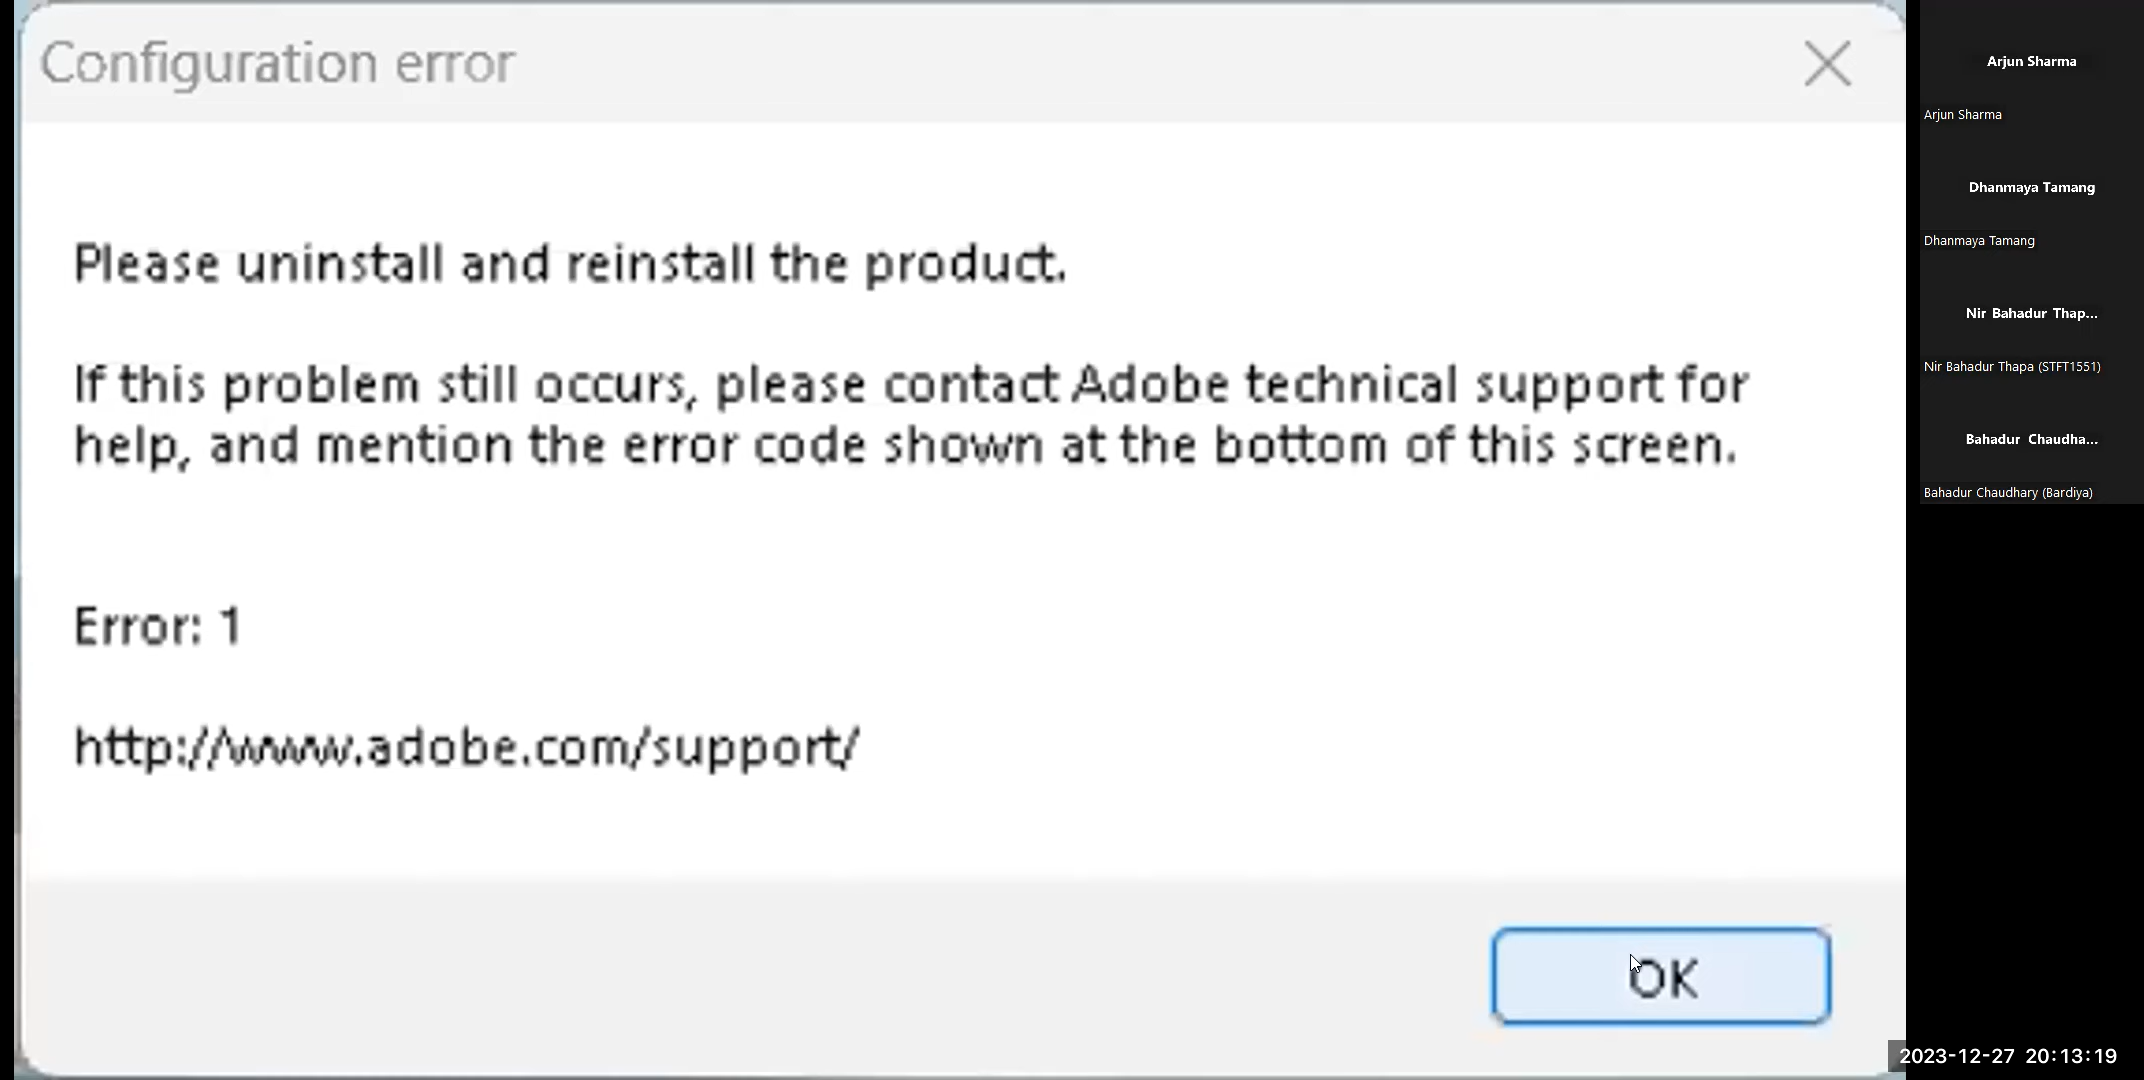 Configuration error
Please uninstall and reinstall the product.
If this problem still occurs, please contact Adobe technical support for
help, and mention the error code shown at the bottom of this screen.
Error: 1
http://www.adobe.com/support/
OK
Arjun Sharma
Arjun Sharma
Dhanmaya Tamang
Dhanmaya Tamang
Nir Bahadur Thap...
Nir Bahadur Thapa (STFT1551)
Bahadur Chaudha...
Bahadur Chaudhary (Bardiya)
2023-12-27 20:13:19